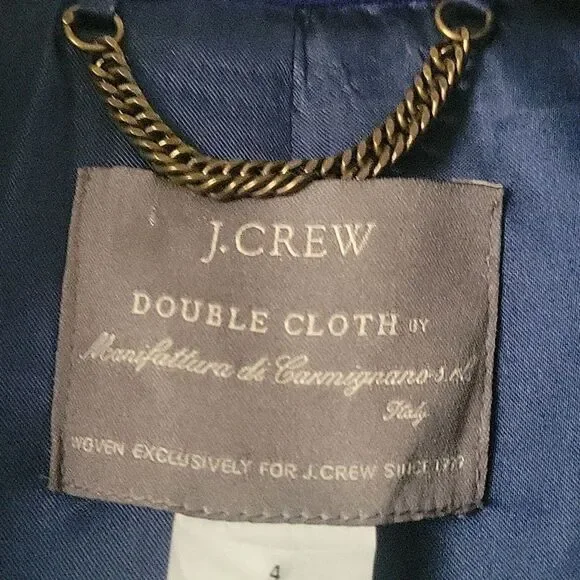 J.CREW
DOUBLE CLOTH BY
Manifattura di Carmignano s.r.l.
Italy
WOVEN EXCLUSIVELY FOR J.CREW SINCE
4